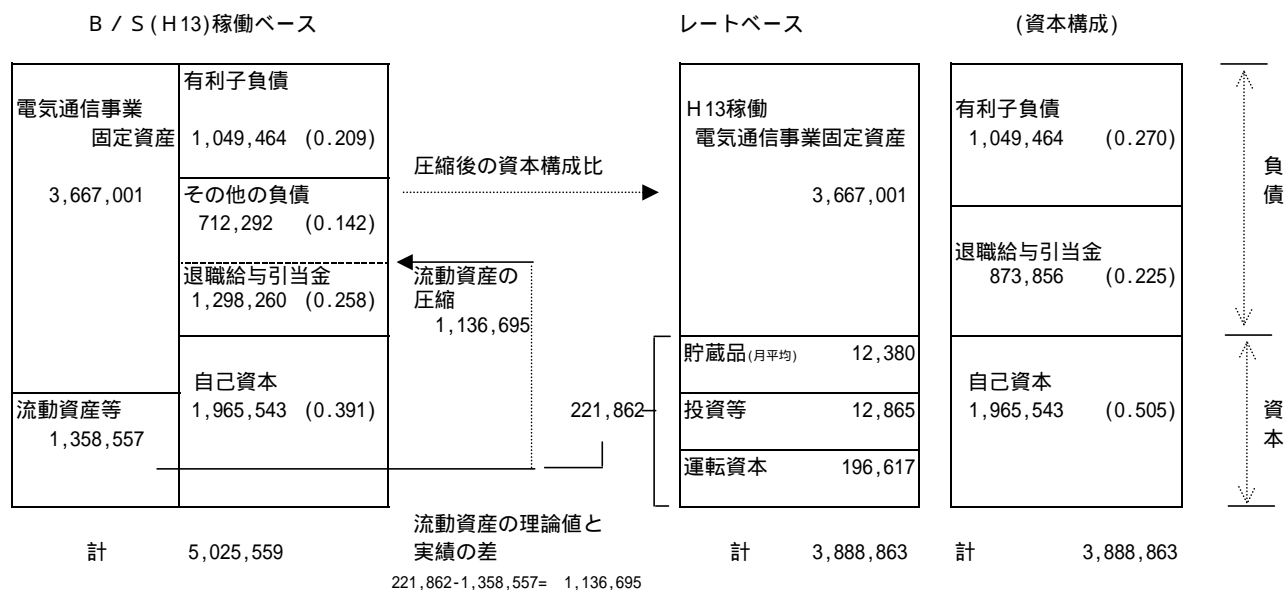 B / S(H13)稼働ベース
レートベース
(資本構成)
電気通信事業
固定資産
3,667,001
流動資産等
1,358,557
有利子負債
1,049,464 (0.209)
その他の負債
712,292 (0.142)
退職給与引当金
1,298,260 (0.258)
自己資本
1,965,543 (0.391)
計 5,025,559
圧縮後の資本構成比
流動資産の
圧縮
1,136,695
221,862
流動資産の理論値と
実績の差
221,862-1,358,557= 1,136,695
H13稼働
電気通信事業固定資産
3,667,001
貯蔵品(月平均) 12,380
投資等 12,865
運転資本 196,617
計 3,888,863
有利子負債
1,049,464 (0.270)
退職給与引当金
873,856 (0.225)
自己資本
1,965,543 (0.505)
計 3,888,863
負債
資本